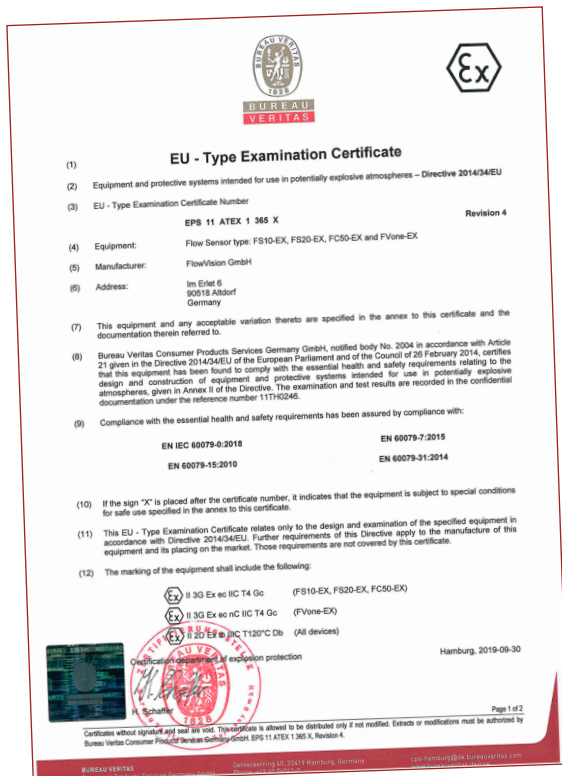 BUREAU VERITAS
1828
BUREAU
VERITAS
Ex
(1) EU - Type Examination Certificate
(2) Equipment and protective systems intended for use in potentially explosive atmospheres – Directive 2014/34/EU
(3) EU - Type Examination Certificate Number
EPS 11 ATEX 1 365 X Revision 4
(4) Equipment: Flow Sensor type: FS10-EX, FS20-EX, FC50-EX and FVone-EX
(5) Manufacturer: FlowVision GmbH
(6) Address: Im Erlet 6
90518 Altdorf
Germany
(7) This equipment and any acceptable variation thereto are specified in the annex to this certificate and the
documentation therein referred to.
(8) Bureau Veritas Consumer Products Services Germany GmbH, notified body No. 2004 in accordance with Article
21 given in the Directive 2014/34/EU of the European Parliament and of the Council of 26 February 2014, certifies
that this equipment has been found to comply with the essential health and safety requirements relating to the
design and construction of equipment and protective systems intended for use in potentially explosive
atmospheres, given in Annex II of the Directive. The examination and test results are recorded in the confidential
documentation under the reference number 11TH0246.
(9) Compliance with the essential health and safety requirements has been assured by compliance with:
EN IEC 60079-0:2018 EN 60079-7:2015
EN 60079-15:2010 EN 60079-31:2014
(10) If the sign "X" is placed after the certificate number, it indicates that the equipment is subject to special conditions
for safe use specified in the annex to this certificate.
(11) This EU - Type Examination Certificate relates only to the design and examination of the specified equipment in
accordance with Directive 2014/34/EU. Further requirements of this Directive apply to the manufacture of this
equipment and its placing on the market. Those requirements are not covered by this certificate.
(12) The marking of the equipment shall include the following:
Ex II 3G Ex ec IIC T4 Gc (FS10-EX, FS20-EX, FC50-EX)
Ex II 3G Ex ec nC IIC T4 Gc (FVone-EX)
Ex II 2D Ex tb IIIC T120°C Db (All devices)
Certification department of explosion protection Hamburg, 2019-09-30
ZERTIFIZIERUNGSSTELLE
BUREAU VERITAS
1828
H. Schaffer
Page 1 of 2
Certificates without signature and seal are void. This certificate is allowed to be distributed only if not modified. Extracts or modifications must be authorized by
Bureau Veritas Consumer Products Services Germany GmbH. EPS 11 ATEX 1 365 X, Revision 4.
BUREAU VERITAS Oehleckerring 40, 22419 Hamburg, Germany cps-hamburg@de.bureauveritas.com